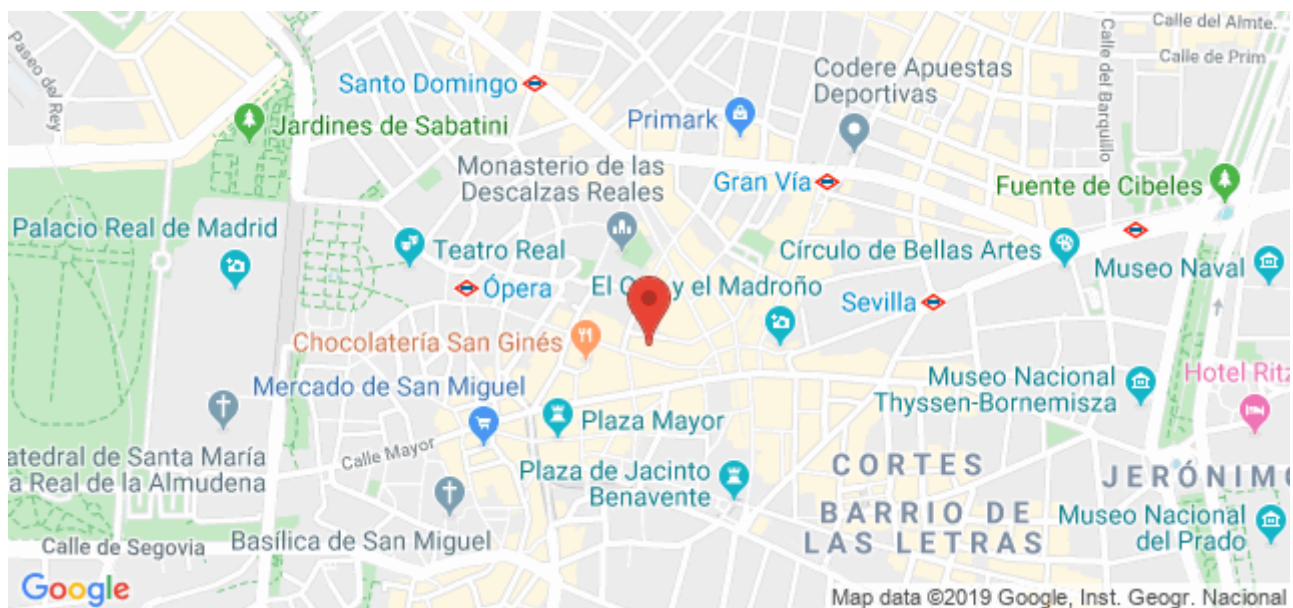 Calle del Almte.
Calle de Prim
Paseo del Rey
Santo Domingo
Codere Apuestas
Deportivas
Calle del Barquillo
Primark
Jardines de Sabatini
Monasterio de las
Descalzas Reales
Gran Vía
Fuente de Cibeles
Palacio Real de Madrid
Teatro Real
Círculo de Bellas Artes
Museo Naval
Ópera
El
y el Madroño
Sevilla
Chocolatería San Ginés
Mercado de San Miguel
Museo Nacional
Thyssen-Bornemisza
Hotel Ritz
Plaza Mayor
Calle Mayor
atedral de Santa María
a Real de la Almudena
Plaza de Jacinto
Benavente
CORTES
JERÓNIMO
BARRIO DE
LAS LETRAS
Museo Nacional
del Prado
Calle de Segovia
Basílica de San Miguel
Google
Map data ©2019 Google, Inst. Geogr. Nacional